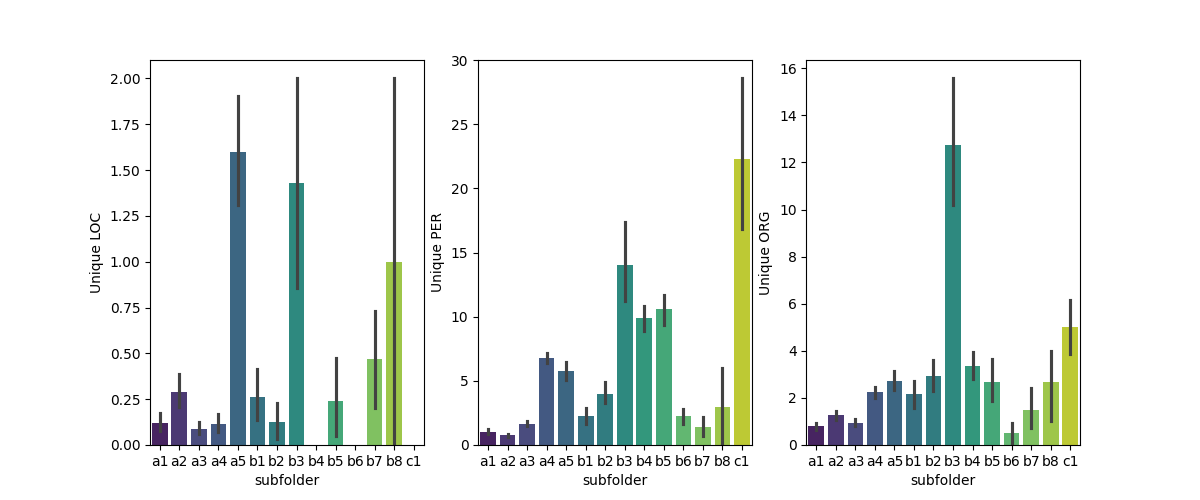 2.00
1.75
1.50
1.25
1.00
0.75
0.50
0.25
0.00
Unique LOC
a1 a2 a3 a4 a5 b1 b2 b3 b4 b5 b6 b7 b8 c1
subfolder
30
25
20
15
10
5
0
Unique PER
a1 a2 a3 a4 a5 b1 b2 b3 b4 b5 b6 b7 b8 c1
subfolder
16
14
12
10
8
6
4
2
0
Unique ORG
a1 a2 a3 a4 a5 b1 b2 b3 b4 b5 b6 b7 b8 c1
subfolder